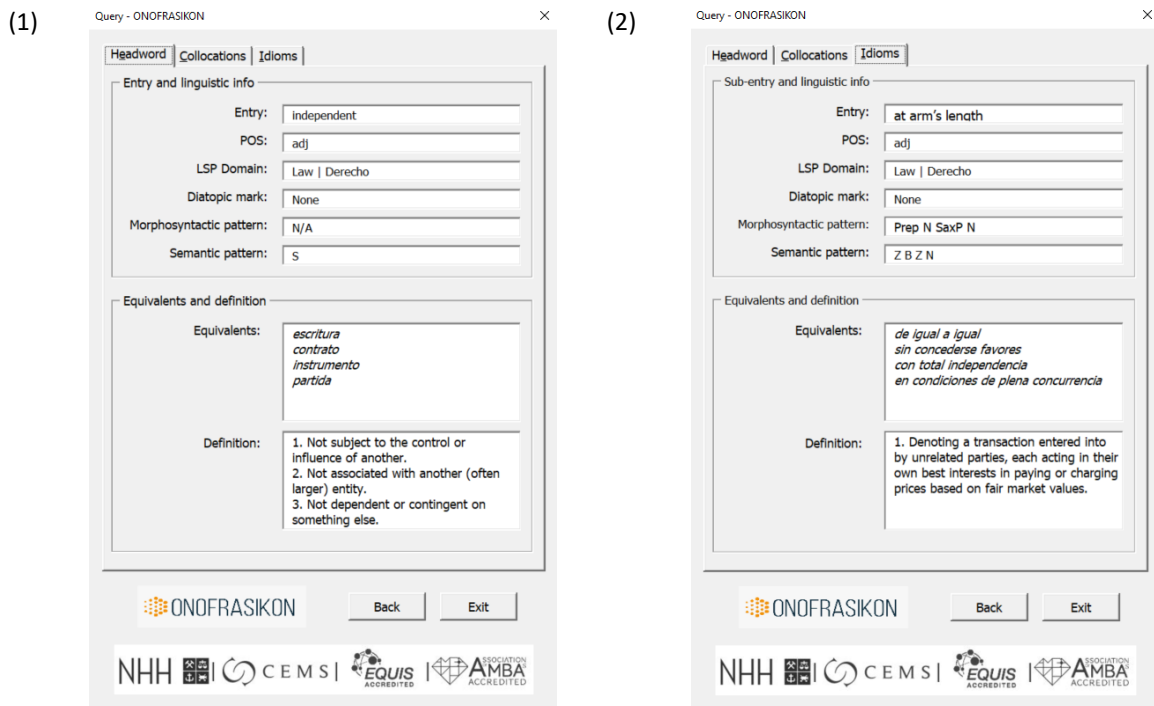 (1)
Query - ONOFRASIKON
Headword Collocations Idioms
Entry and linguistic info
Entry: independent
POS: adj
LSP Domain: Law | Derecho
Diatopic mark: None
Morphosyntactic pattern: N/A
Semantic pattern: S
Equivalents and definition
Equivalents: escritura
contrato
instrumento
partida
Definition: 1. Not subject to the control or
influence of another.
2. Not associated with another (often
larger) entity.
3. Not dependent or contingent on
something else.
ONOFRASIKON Back Exit
NHH | CEMS | EQUIS ACCREDITED | ASSOCIATION AMBA ACCREDITED
(2)
Query - ONOFRASIKON
Headword Collocations Idioms
Sub-entry and linguistic info
Entry: at arm's length
POS: adj
LSP Domain: Law | Derecho
Diatopic mark: None
Morphosyntactic pattern: Prep N SaxP N
Semantic pattern: Z B Z N
Equivalents and definition
Equivalents: de igual a igual
sin concederse favores
con total independencia
en condiciones de plena concurrencia
Definition: 1. Denoting a transaction entered into
by unrelated parties, each acting in their
own best interests in paying or charging
prices based on fair market values.
ONOFRASIKON Back Exit
NHH | CEMS | EQUIS ACCREDITED | ASSOCIATION AMBA ACCREDITED